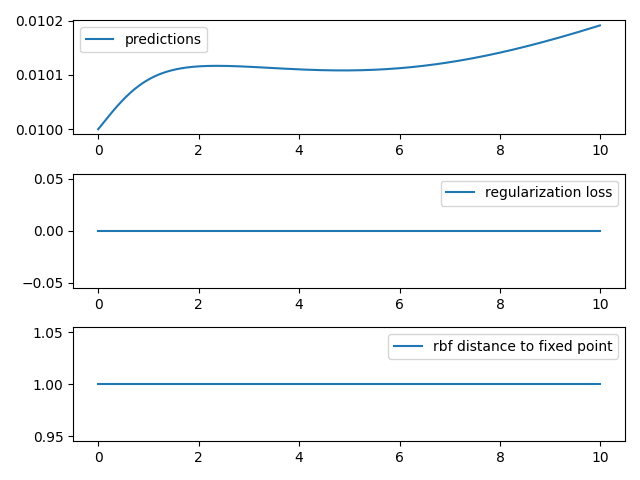 0.0102
0.0101
0.0100
predictions
0 2 4 6 8 10
0.05
0.00
−0.05
regularization loss
0 2 4 6 8 10
1.05
1.00
0.95
rbf distance to fixed point
0 2 4 6 8 10